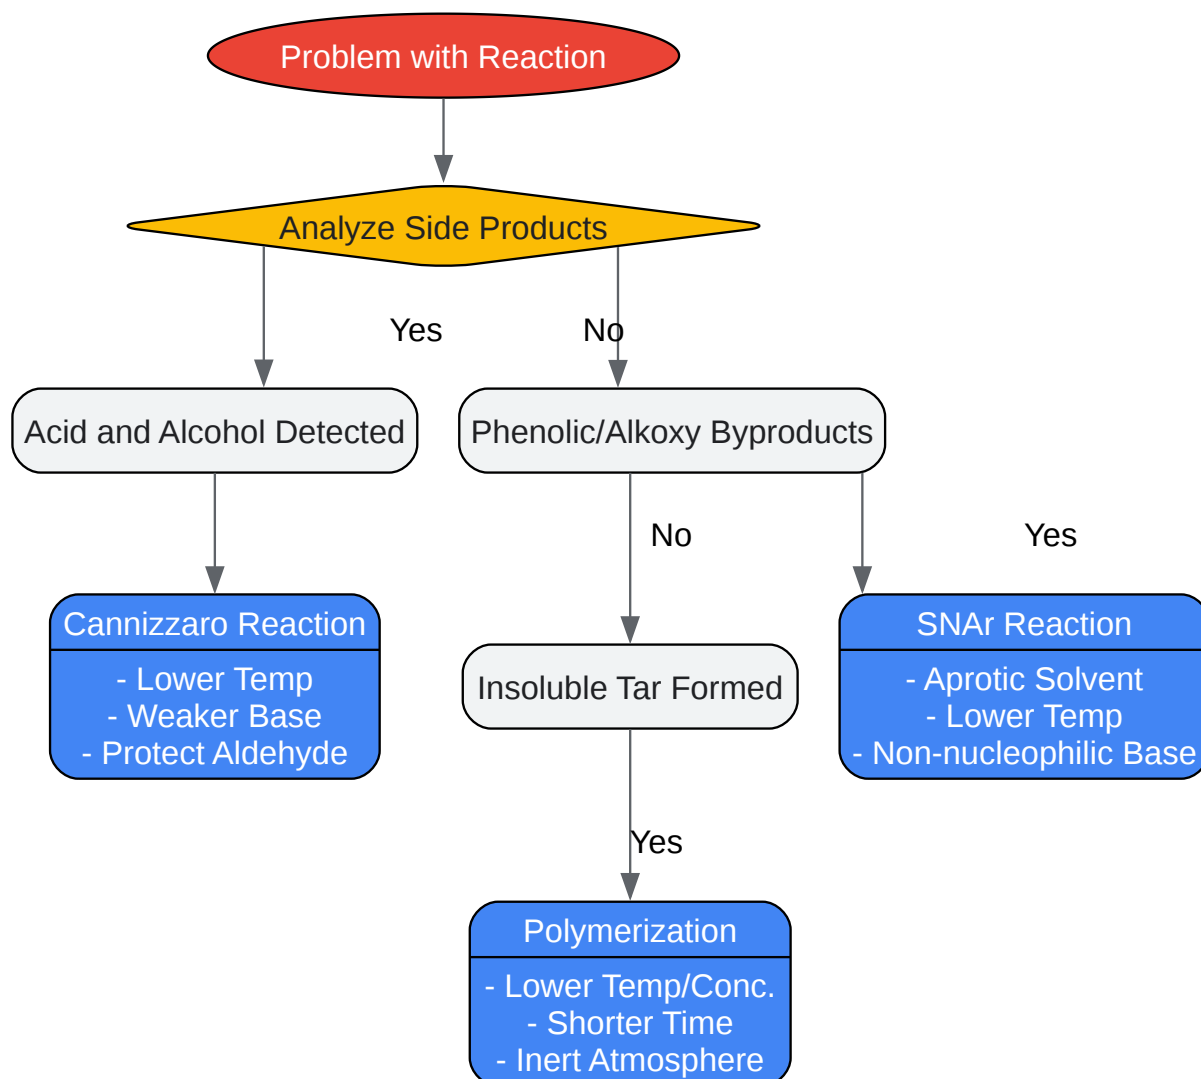 Problem with Reaction
Analyze Side Products
Yes
No
Acid and Alcohol Detected
Phenolic/Alkoxy Byproducts
No
Yes
Cannizzaro Reaction
- Lower Temp
- Weaker Base
- Protect Aldehyde
SNAr Reaction
- Aprotic Solvent
- Lower Temp
- Non-nucleophilic Base
Insoluble Tar Formed
Yes
Polymerization
- Lower Temp/Conc.
- Shorter Time
- Inert Atmosphere